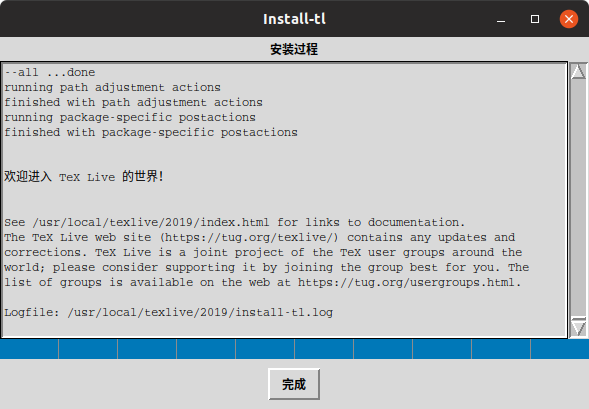 Install-tl
安装过程
--all ...done
running path adjustment actions
finished with path adjustment actions
running package-specific postactions
finished with package-specific postactions
欢迎进入 TeX Live 的世界！
See /usr/local/texlive/2019/index.html for links to documentation.
The TeX Live web site (https://tug.org/texlive/) contains any updates and
corrections. TeX Live is a joint project of the TeX user groups around the
world; please consider supporting it by joining the group best for you. The
list of groups is available on the web at https://tug.org/usergroups.html.
Logfile: /usr/local/texlive/2019/install-tl.log
完成